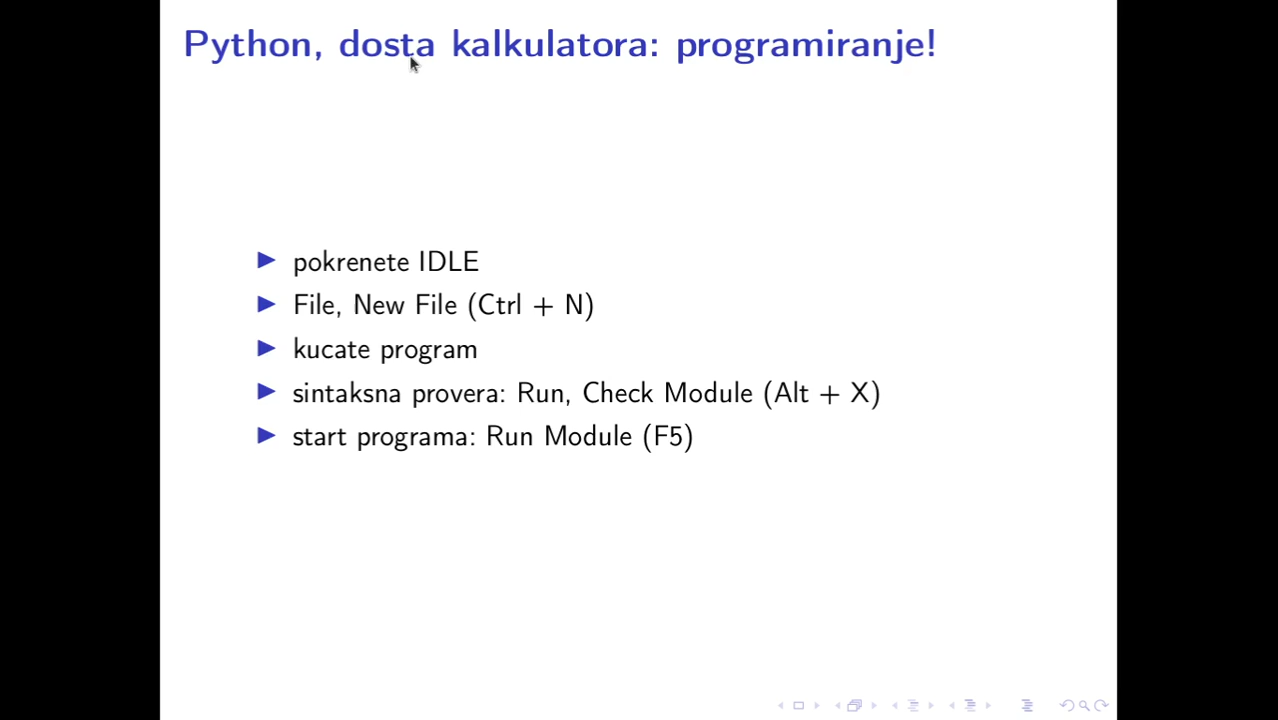 Python, dosta kalkulatora: programiranje!
pokrenete IDLE
File, New File (Ctrl + N)
kucate program
sintaksna provera: Run, Check Module (Alt + X)
start programa: Run Module (F5)